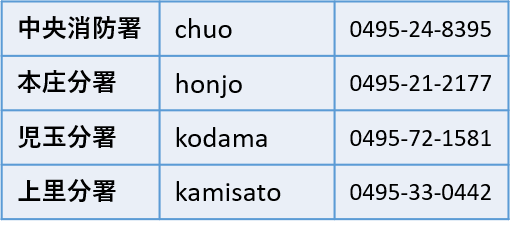 中央消防署 chuo 0495-24-8395
本庄分署 honjo 0495-21-2177
児玉分署 kodama 0495-72-1581
上里分署 kamisato 0495-33-0442